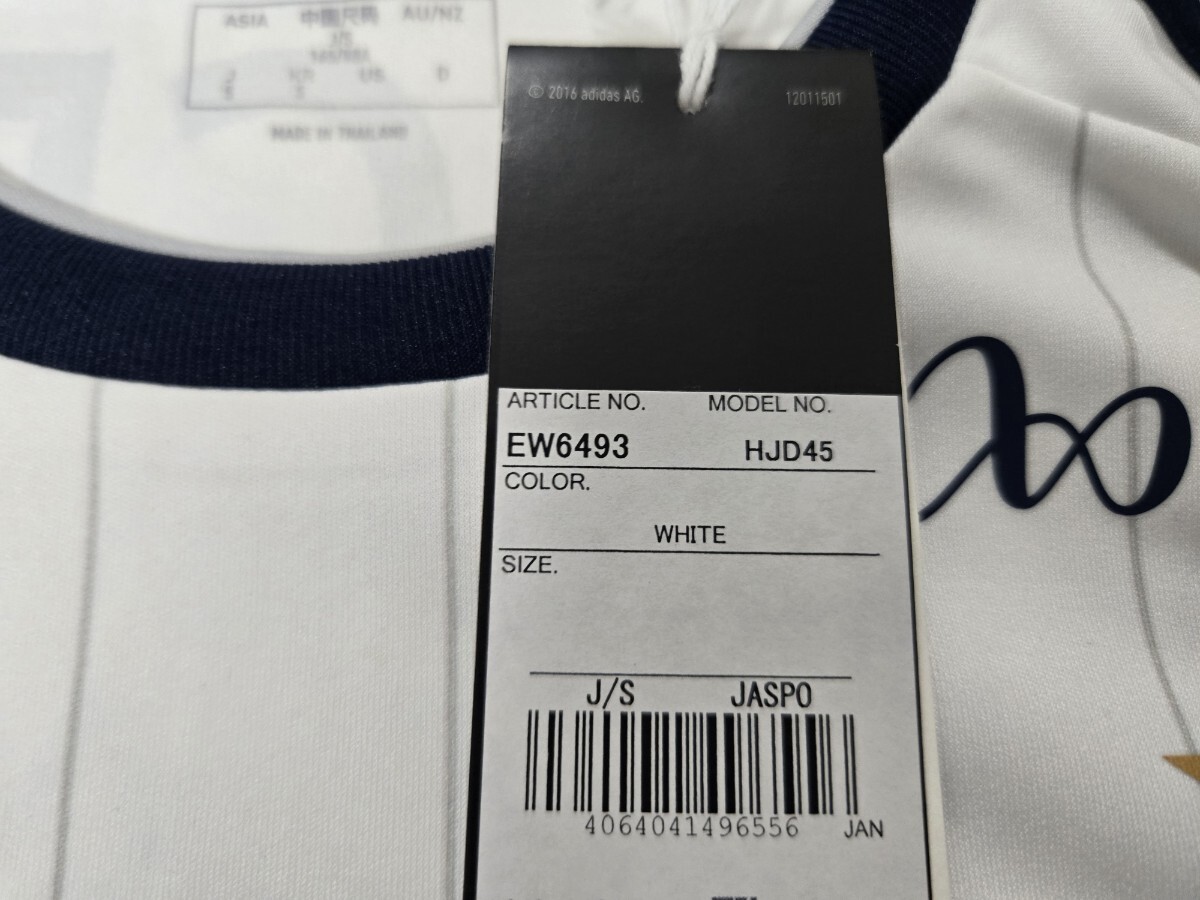 ASIA 中国尺码 AU/NZ
J/S
US D
MADE IN THAILAND
© 2016 adidas AG. 12011501
ARTICLE NO. MODEL NO.
EW6493 HJD45
COLOR.
WHITE
SIZE.
J/S JASPO
4064041496556 JAN